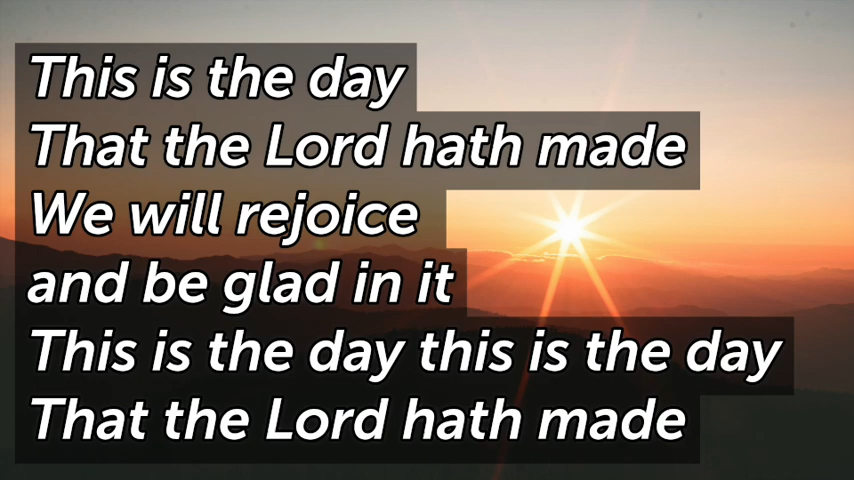 This is the day
That the Lord hath made
We will rejoice
and be glad in it
This is the day this is the day
That the Lord hath made